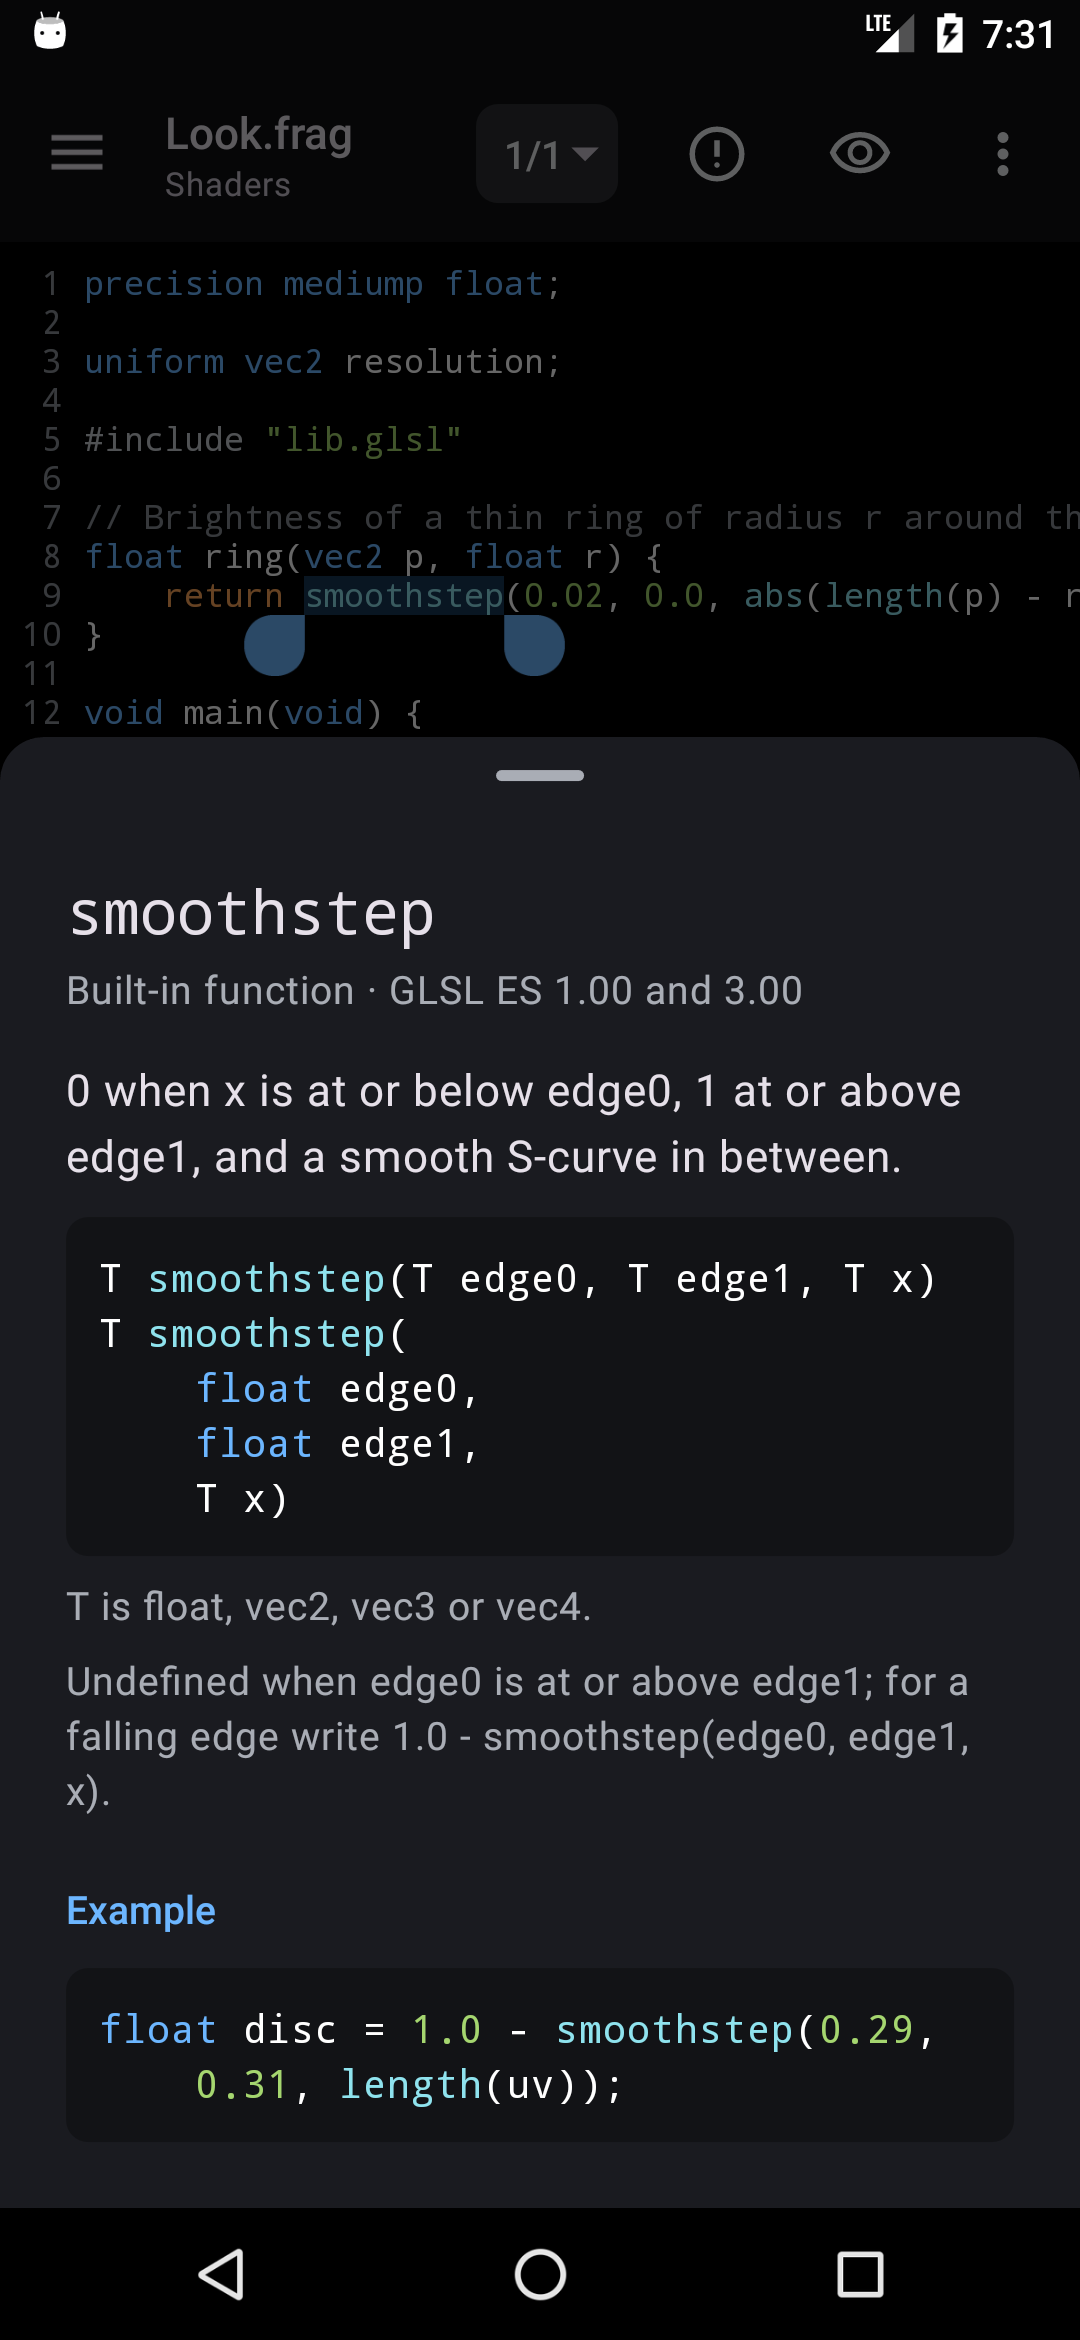 LTE 7:31
Look.frag
Shaders
1/1
1 precision mediump float;
2
3 uniform vec2 resolution;
4
5 #include "lib.glsl"
6
7 // Brightness of a thin ring of radius r around th
8 float ring(vec2 p, float r) {
9 return smoothstep(0.02, 0.0, abs(length(p) - r
10 }
11
12 void main(void) {
smoothstep
Built-in function · GLSL ES 1.00 and 3.00
0 when x is at or below edge0, 1 at or above
edge1, and a smooth S-curve in between.
T smoothstep(T edge0, T edge1, T x)
T smoothstep(
float edge0,
float edge1,
T x)
T is float, vec2, vec3 or vec4.
Undefined when edge0 is at or above edge1; for a
falling edge write 1.0 - smoothstep(edge0, edge1,
x).
Example
float disc = 1.0 - smoothstep(0.29,
0.31, length(uv));